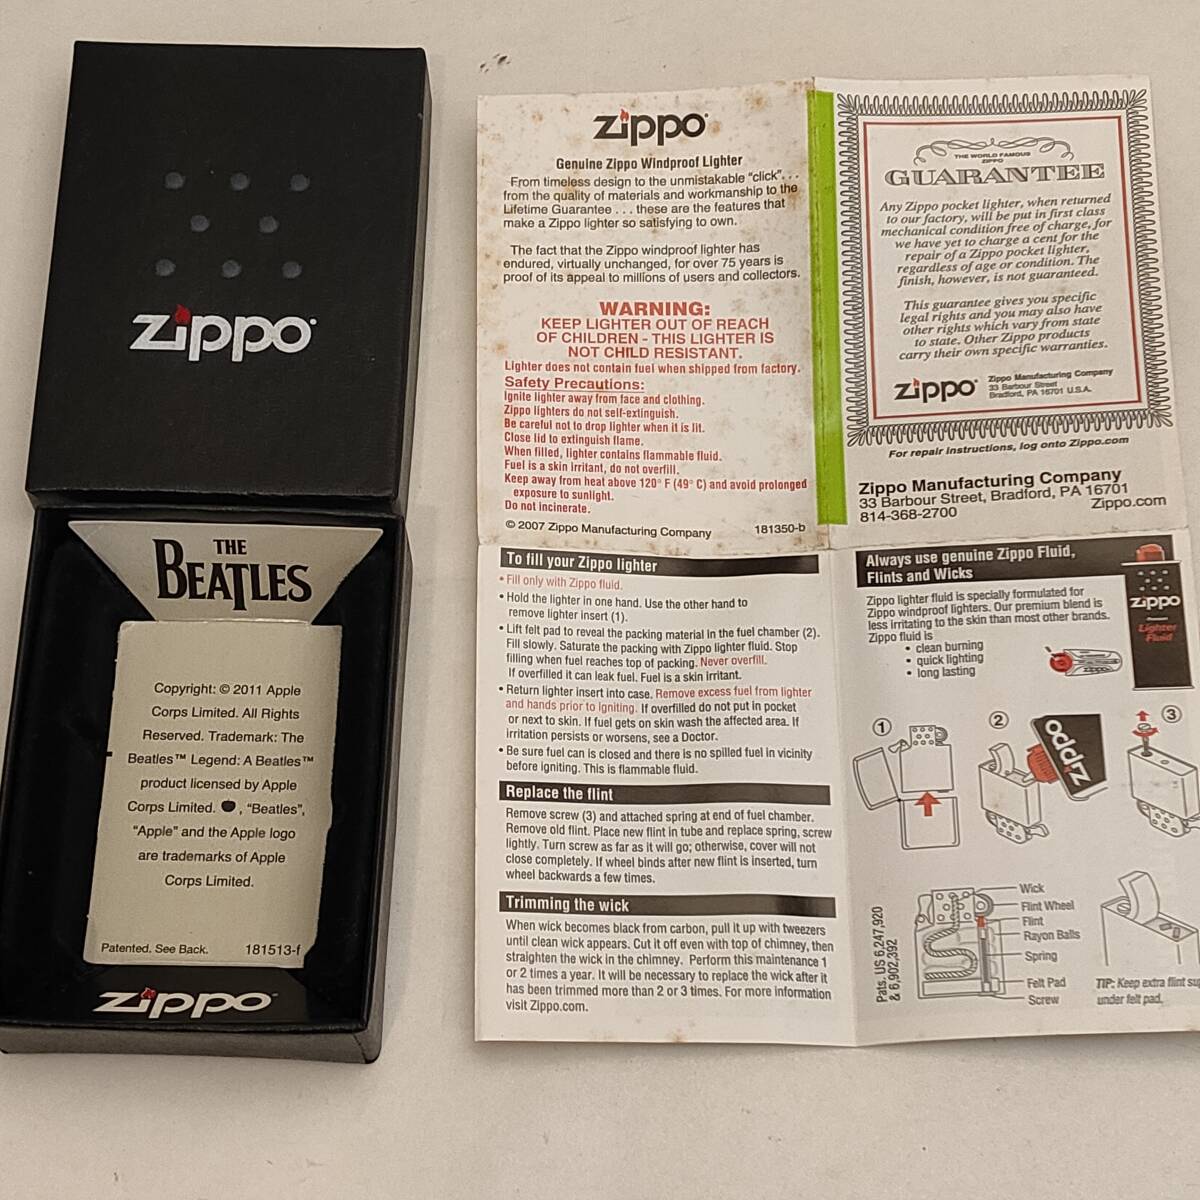 zippo
THE
BEATLES
Copyright: © 2011 Apple
Corps Limited. All Rights
Reserved. Trademark: The
Beatles™ Legend: A Beatles™
product licensed by Apple
Corps Limited. , "Beatles",
"Apple" and the Apple logo
are trademarks of Apple
Corps Limited.
Patented. See Back. 181513-f
zippo
zippo
Genuine Zippo Windproof Lighter
From timeless design to the unmistakable "click"...
from the quality of materials and workmanship to the
Lifetime Guarantee . . . these are the features that
make a Zippo lighter so satisfying to own.
The fact that the Zippo windproof lighter has
endured, virtually unchanged, for over 75 years is
proof of its appeal to millions of users and collectors.
WARNING:
KEEP LIGHTER OUT OF REACH
OF CHILDREN - THIS LIGHTER IS
NOT CHILD RESISTANT.
Lighter does not contain fuel when shipped from factory.
Safety Precautions:
Ignite lighter away from face and clothing.
Zippo lighters do not self-extinguish.
Be careful not to drop lighter when it is lit.
Close lid to extinguish flame.
When filled, lighter contains flammable fluid.
Fuel is a skin irritant, do not overfill.
Keep away from heat above 120° F (49° C) and avoid prolonged
exposure to sunlight.
Do not incinerate.
© 2007 Zippo Manufacturing Company 181350-b
THE WORLD FAMOUS
ZIPPO
GUARANTEE
Any Zippo pocket lighter, when returned
to our factory, will be put in first class
mechanical condition free of charge, for
we have yet to charge a cent for the
repair of a Zippo pocket lighter,
regardless of age or condition. The
finish, however, is not guaranteed.
This guarantee gives you specific
legal rights and you may also have
other rights which vary from state
to state. Other Zippo products
carry their own specific warranties.
zippo
Zippo Manufacturing Company
33 Barbour Street
Bradford, PA 16701 U.S.A.
For repair instructions, log onto Zippo.com
Zippo Manufacturing Company
33 Barbour Street, Bradford, PA 16701
814-368-2700 Zippo.com
To fill your Zippo lighter
• Fill only with Zippo fluid.
• Hold the lighter in one hand. Use the other hand to
remove lighter insert (1).
• Lift felt pad to reveal the packing material in the fuel chamber (2).
Fill slowly. Saturate the packing with Zippo lighter fluid. Stop
filling when fuel reaches top of packing. Never overfill.
If overfilled it can leak fuel. Fuel is a skin irritant.
• Return lighter insert into case. Remove excess fuel from lighter
and hands prior to igniting. If overfilled do not put in pocket
or next to skin. If fuel gets on skin wash the affected area. If
irritation persists or worsens, see a Doctor.
• Be sure fuel can is closed and there is no spilled fuel in vicinity
before igniting. This is flammable fluid.
Replace the flint
Remove screw (3) and attached spring at end of fuel chamber.
Remove old flint. Place new flint in tube and replace spring, screw
lightly. Turn screw as far as it will go; otherwise, cover will not
close completely. If wheel binds after new flint is inserted, turn
wheel backwards a few times.
Trimming the wick
When wick becomes black from carbon, pull it up with tweezers
until clean wick appears. Cut it off even with top of chimney, then
straighten the wick in the chimney. Perform this maintenance 1
or 2 times a year. It will be necessary to replace the wick after it
has been trimmed more than 2 or 3 times. For more information
visit Zippo.com.
Always use genuine Zippo Fluid,
Flints and Wicks
Zippo lighter fluid is specially formulated for
Zippo windproof lighters. Our premium blend is
less irritating to the skin than most other brands.
Zippo fluid is
• clean burning
• quick lighting
• long lasting
zippo
Lighter
Fluid
1
2
zippo
3
Wick
Flint Wheel
Flint
Rayon Balls
Spring
Felt Pad
Screw
Pats. US 6,247,920
& 6,902,392
TIP: Keep extra flint
under felt pad.